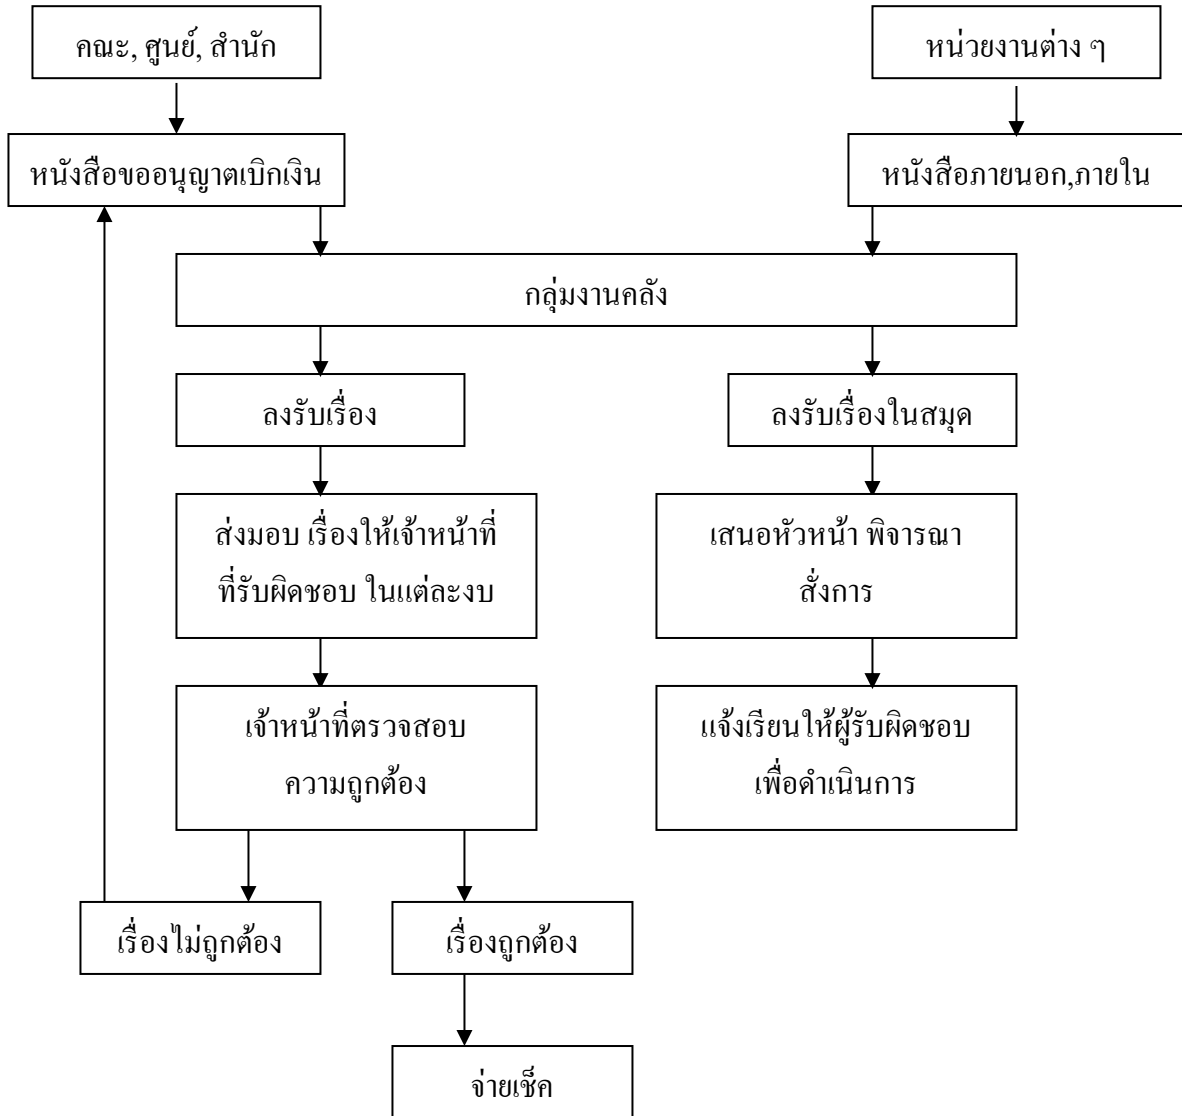 คณะ, ศูนย์, สำนัก
หน่วยงานต่าง ๆ
หนังสือขออนุญาตเบิกเงิน
หนังสือภายนอก,ภายใน
กลุ่มงานคลัง
ลงรับเรื่อง
ลงรับเรื่องในสมุด
ส่งมอบ เรื่องให้เจ้าหน้าที่
ที่รับผิดชอบ ในแต่ละงบ
เสนอหัวหน้า พิจารณา
สั่งการ
เจ้าหน้าที่ตรวจสอบ
ความถูกต้อง
แจ้งเรียนให้ผู้รับผิดชอบ
เพื่อดำเนินการ
เรื่องไม่ถูกต้อง
เรื่องถูกต้อง
จ่ายเช็ค